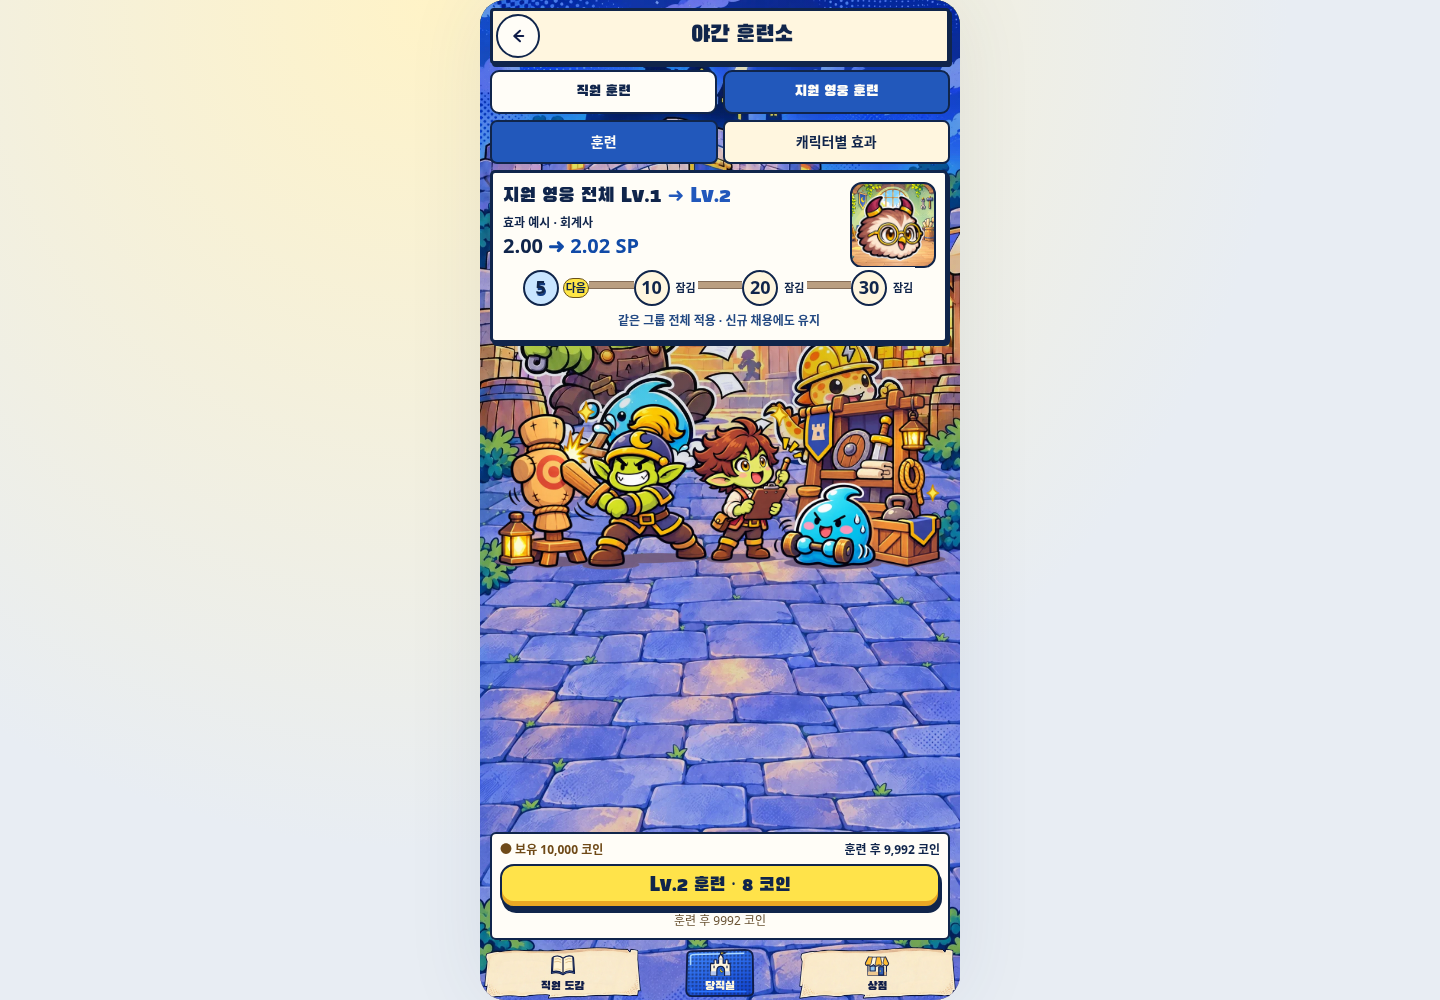 야간 훈련소
직원 훈련
지원 영웅 훈련
훈련
캐릭터별 효과
지원 영웅 전체 Lv.1 → Lv.2
효과 예시 · 회계사
2.00 → 2.02 SP
5 다음 10 잠김 20 잠김 30 잠김
같은 그룹 전체 적용 · 신규 채용에도 유지
보유 10,000 코인
훈련 후 9,992 코인
Lv.2 훈련 · 8 코인
훈련 후 9992 코인
직원 도감
당직실
상점